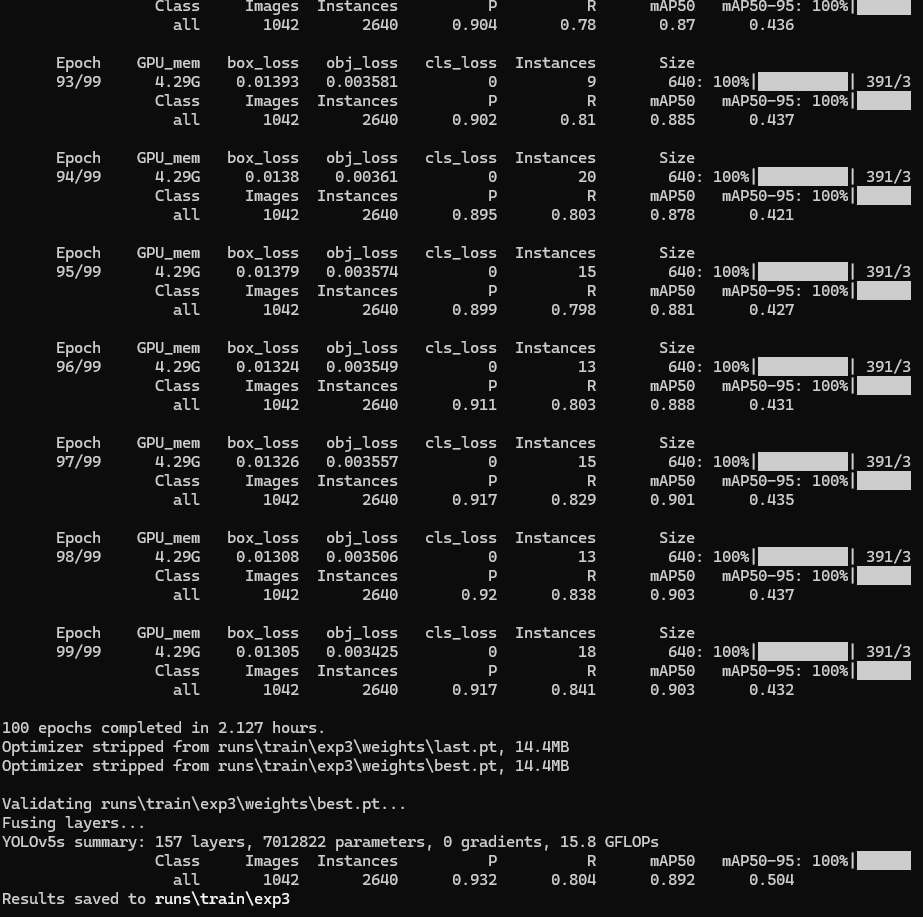 Class Images Instances P R mAP50 mAP50-95: 100%|
all 1042 2640 0.904 0.78 0.87 0.436
Epoch GPU_mem box_loss obj_loss cls_loss Instances Size
93/99 4.29G 0.01393 0.003581 0 9 640: 100%| | 391/3
Class Images Instances P R mAP50 mAP50-95: 100%|
all 1042 2640 0.902 0.81 0.885 0.437
Epoch GPU_mem box_loss obj_loss cls_loss Instances Size
94/99 4.29G 0.0138 0.00361 0 20 640: 100%| | 391/3
Class Images Instances P R mAP50 mAP50-95: 100%|
all 1042 2640 0.895 0.803 0.878 0.421
Epoch GPU_mem box_loss obj_loss cls_loss Instances Size
95/99 4.29G 0.01379 0.003574 0 15 640: 100%| | 391/3
Class Images Instances P R mAP50 mAP50-95: 100%|
all 1042 2640 0.899 0.798 0.881 0.427
Epoch GPU_mem box_loss obj_loss cls_loss Instances Size
96/99 4.29G 0.01324 0.003549 0 13 640: 100%| | 391/3
Class Images Instances P R mAP50 mAP50-95: 100%|
all 1042 2640 0.911 0.803 0.888 0.431
Epoch GPU_mem box_loss obj_loss cls_loss Instances Size
97/99 4.29G 0.01326 0.003557 0 15 640: 100%| | 391/3
Class Images Instances P R mAP50 mAP50-95: 100%|
all 1042 2640 0.917 0.829 0.901 0.435
Epoch GPU_mem box_loss obj_loss cls_loss Instances Size
98/99 4.29G 0.01308 0.003506 0 13 640: 100%| | 391/3
Class Images Instances P R mAP50 mAP50-95: 100%|
all 1042 2640 0.92 0.838 0.903 0.437
Epoch GPU_mem box_loss obj_loss cls_loss Instances Size
99/99 4.29G 0.01305 0.003425 0 18 640: 100%| | 391/3
Class Images Instances P R mAP50 mAP50-95: 100%|
all 1042 2640 0.917 0.841 0.903 0.432
100 epochs completed in 2.127 hours.
Optimizer stripped from runs\train\exp3\weights\last.pt, 14.4MB
Optimizer stripped from runs\train\exp3\weights\best.pt, 14.4MB
Validating runs\train\exp3\weights\best.pt...
Fusing layers...
YOLOv5s summary: 157 layers, 7012822 parameters, 0 gradients, 15.8 GFLOPs
Class Images Instances P R mAP50 mAP50-95: 100%|
all 1042 2640 0.932 0.804 0.892 0.504
Results saved to runs\train\exp3